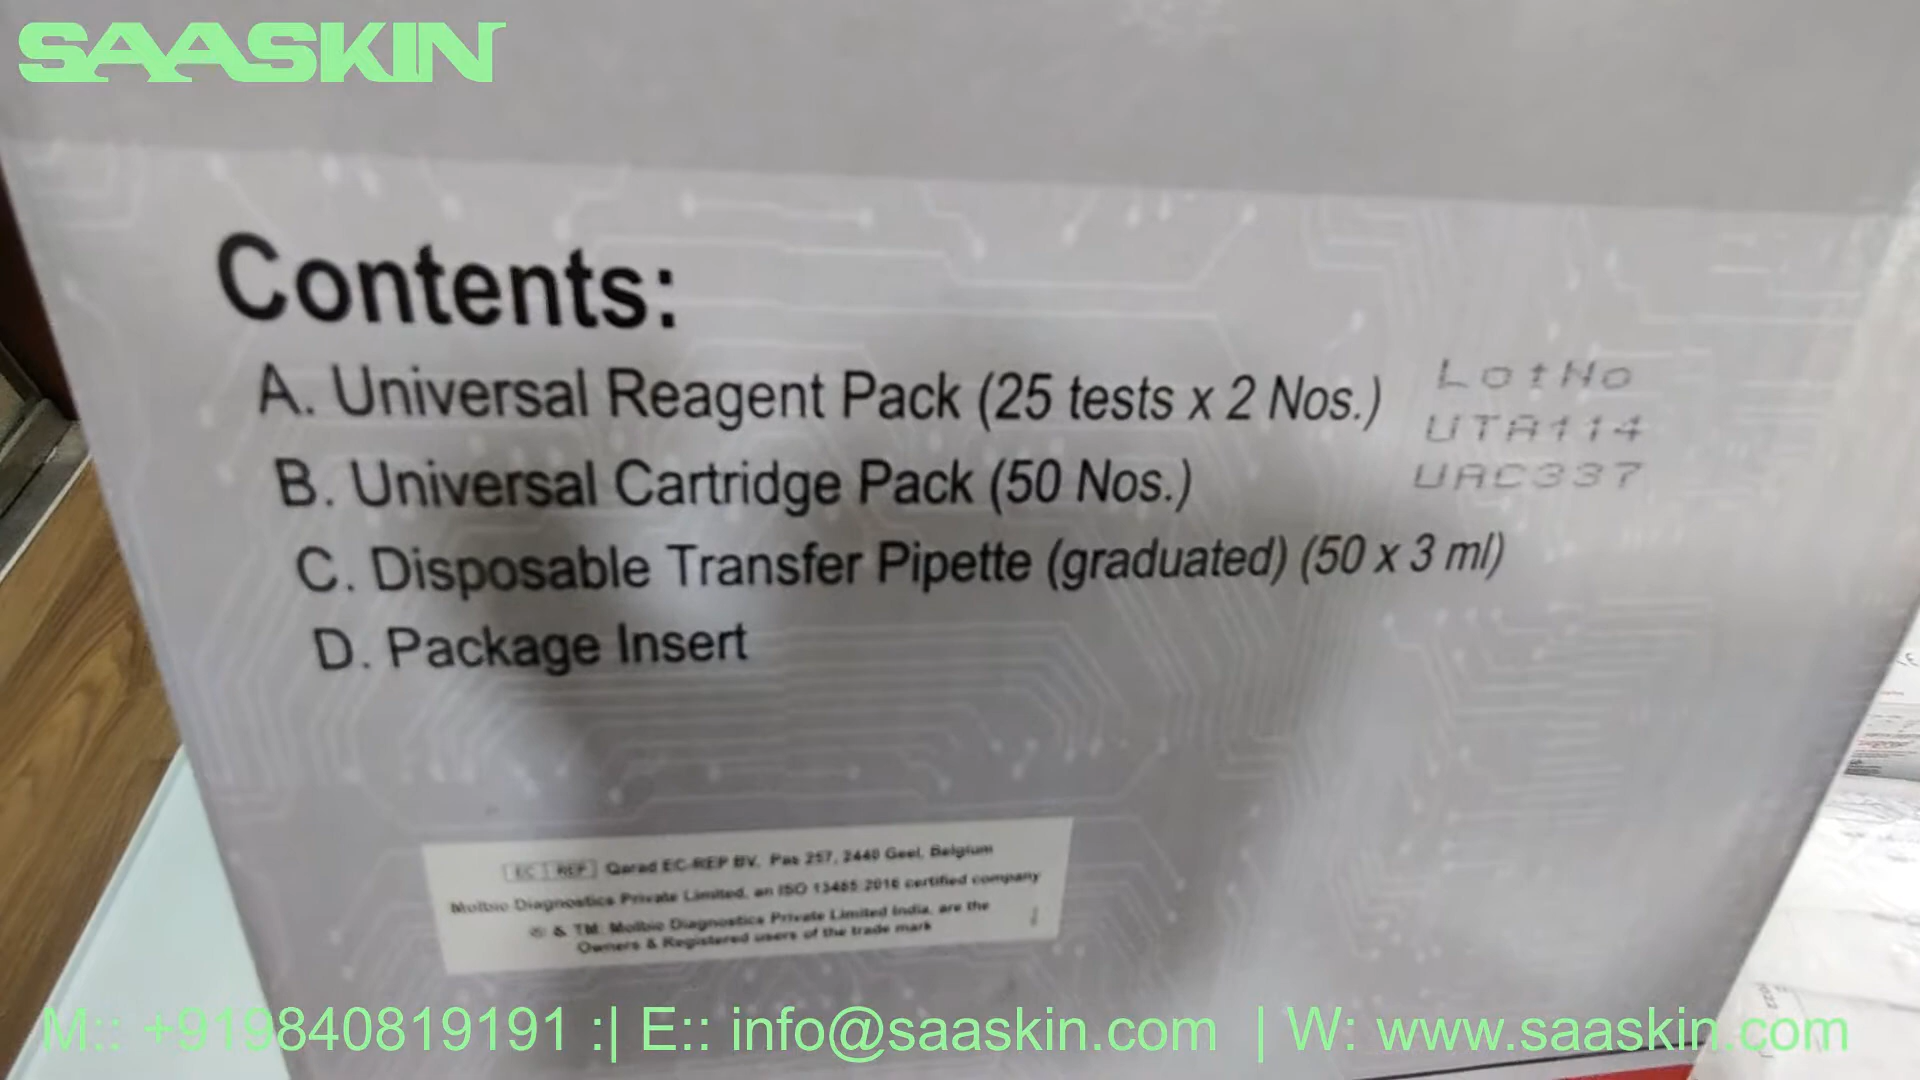 SAASKIN
Contents:
A. Universal Reagent Pack (25 tests x 2 Nos.)
B. Universal Cartridge Pack (50 Nos.)
C. Disposable Transfer Pipette (graduated) (50 x 3 ml)
D. Package Insert
LotNo
UTA114
UAC337
EC REP Qarad EC-REP BV, Pas 257, 2440 Geel, Belgium
Molbio Diagnostics Private Limited, an ISO 13485:2016 certified company
& TM: Molbio Diagnostics Private Limited India, are the
Owners & Registered users of the trade mark
M:: +919840819191 :| E:: info@saaskin.com | W: www.saaskin.com